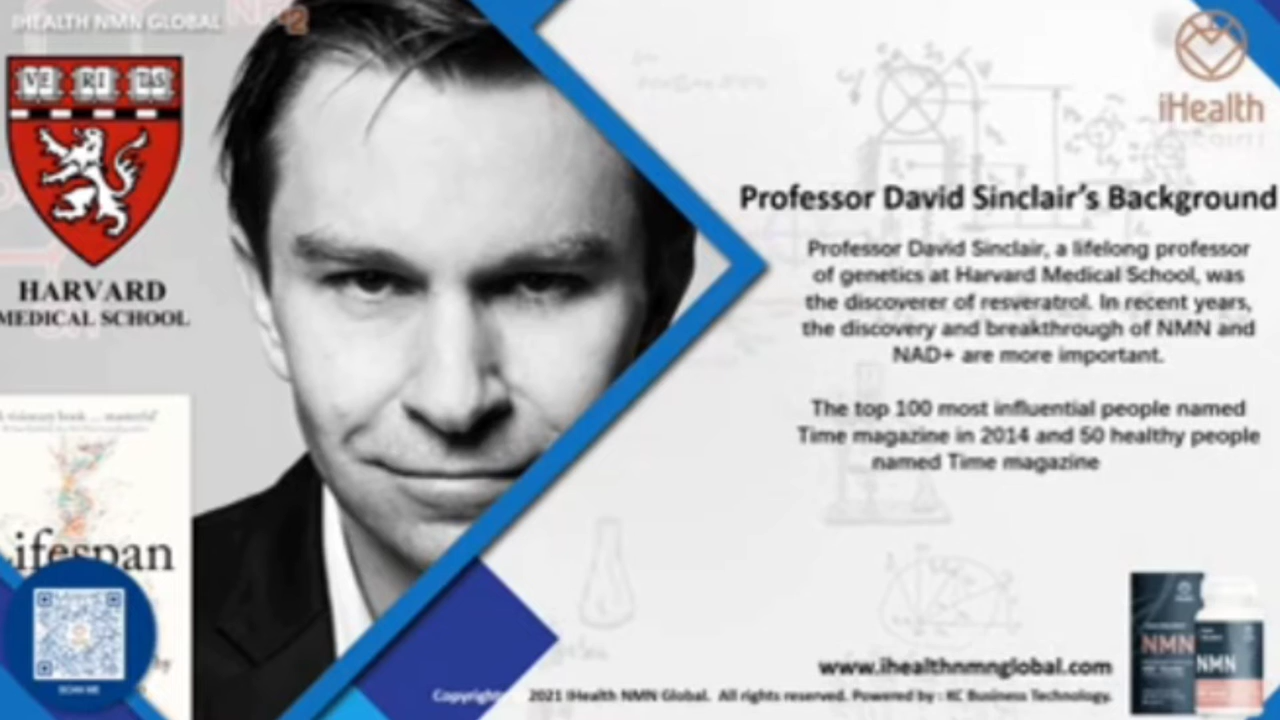 IHEALTH NMN GLOBAL
VE RI TAS
HARVARD
MEDICAL SCHOOL
iHealth
Professor David Sinclair's Background
Professor David Sinclair, a lifelong professor
of genetics at Harvard Medical School, was
the discoverer of resveratrol. In recent years,
the discovery and breakthrough of NMN and
NAD+ are more important.
The top 100 most influential people named
Time magazine in 2014 and 50 healthy people
named Time magazine
ifespan
SCAN ME
by
NMN
NMN
www.ihealthnmnglobal.com
Copyright 2021 IHealth NMN Global. All rights reserved. Powered by : KC Business Technology.